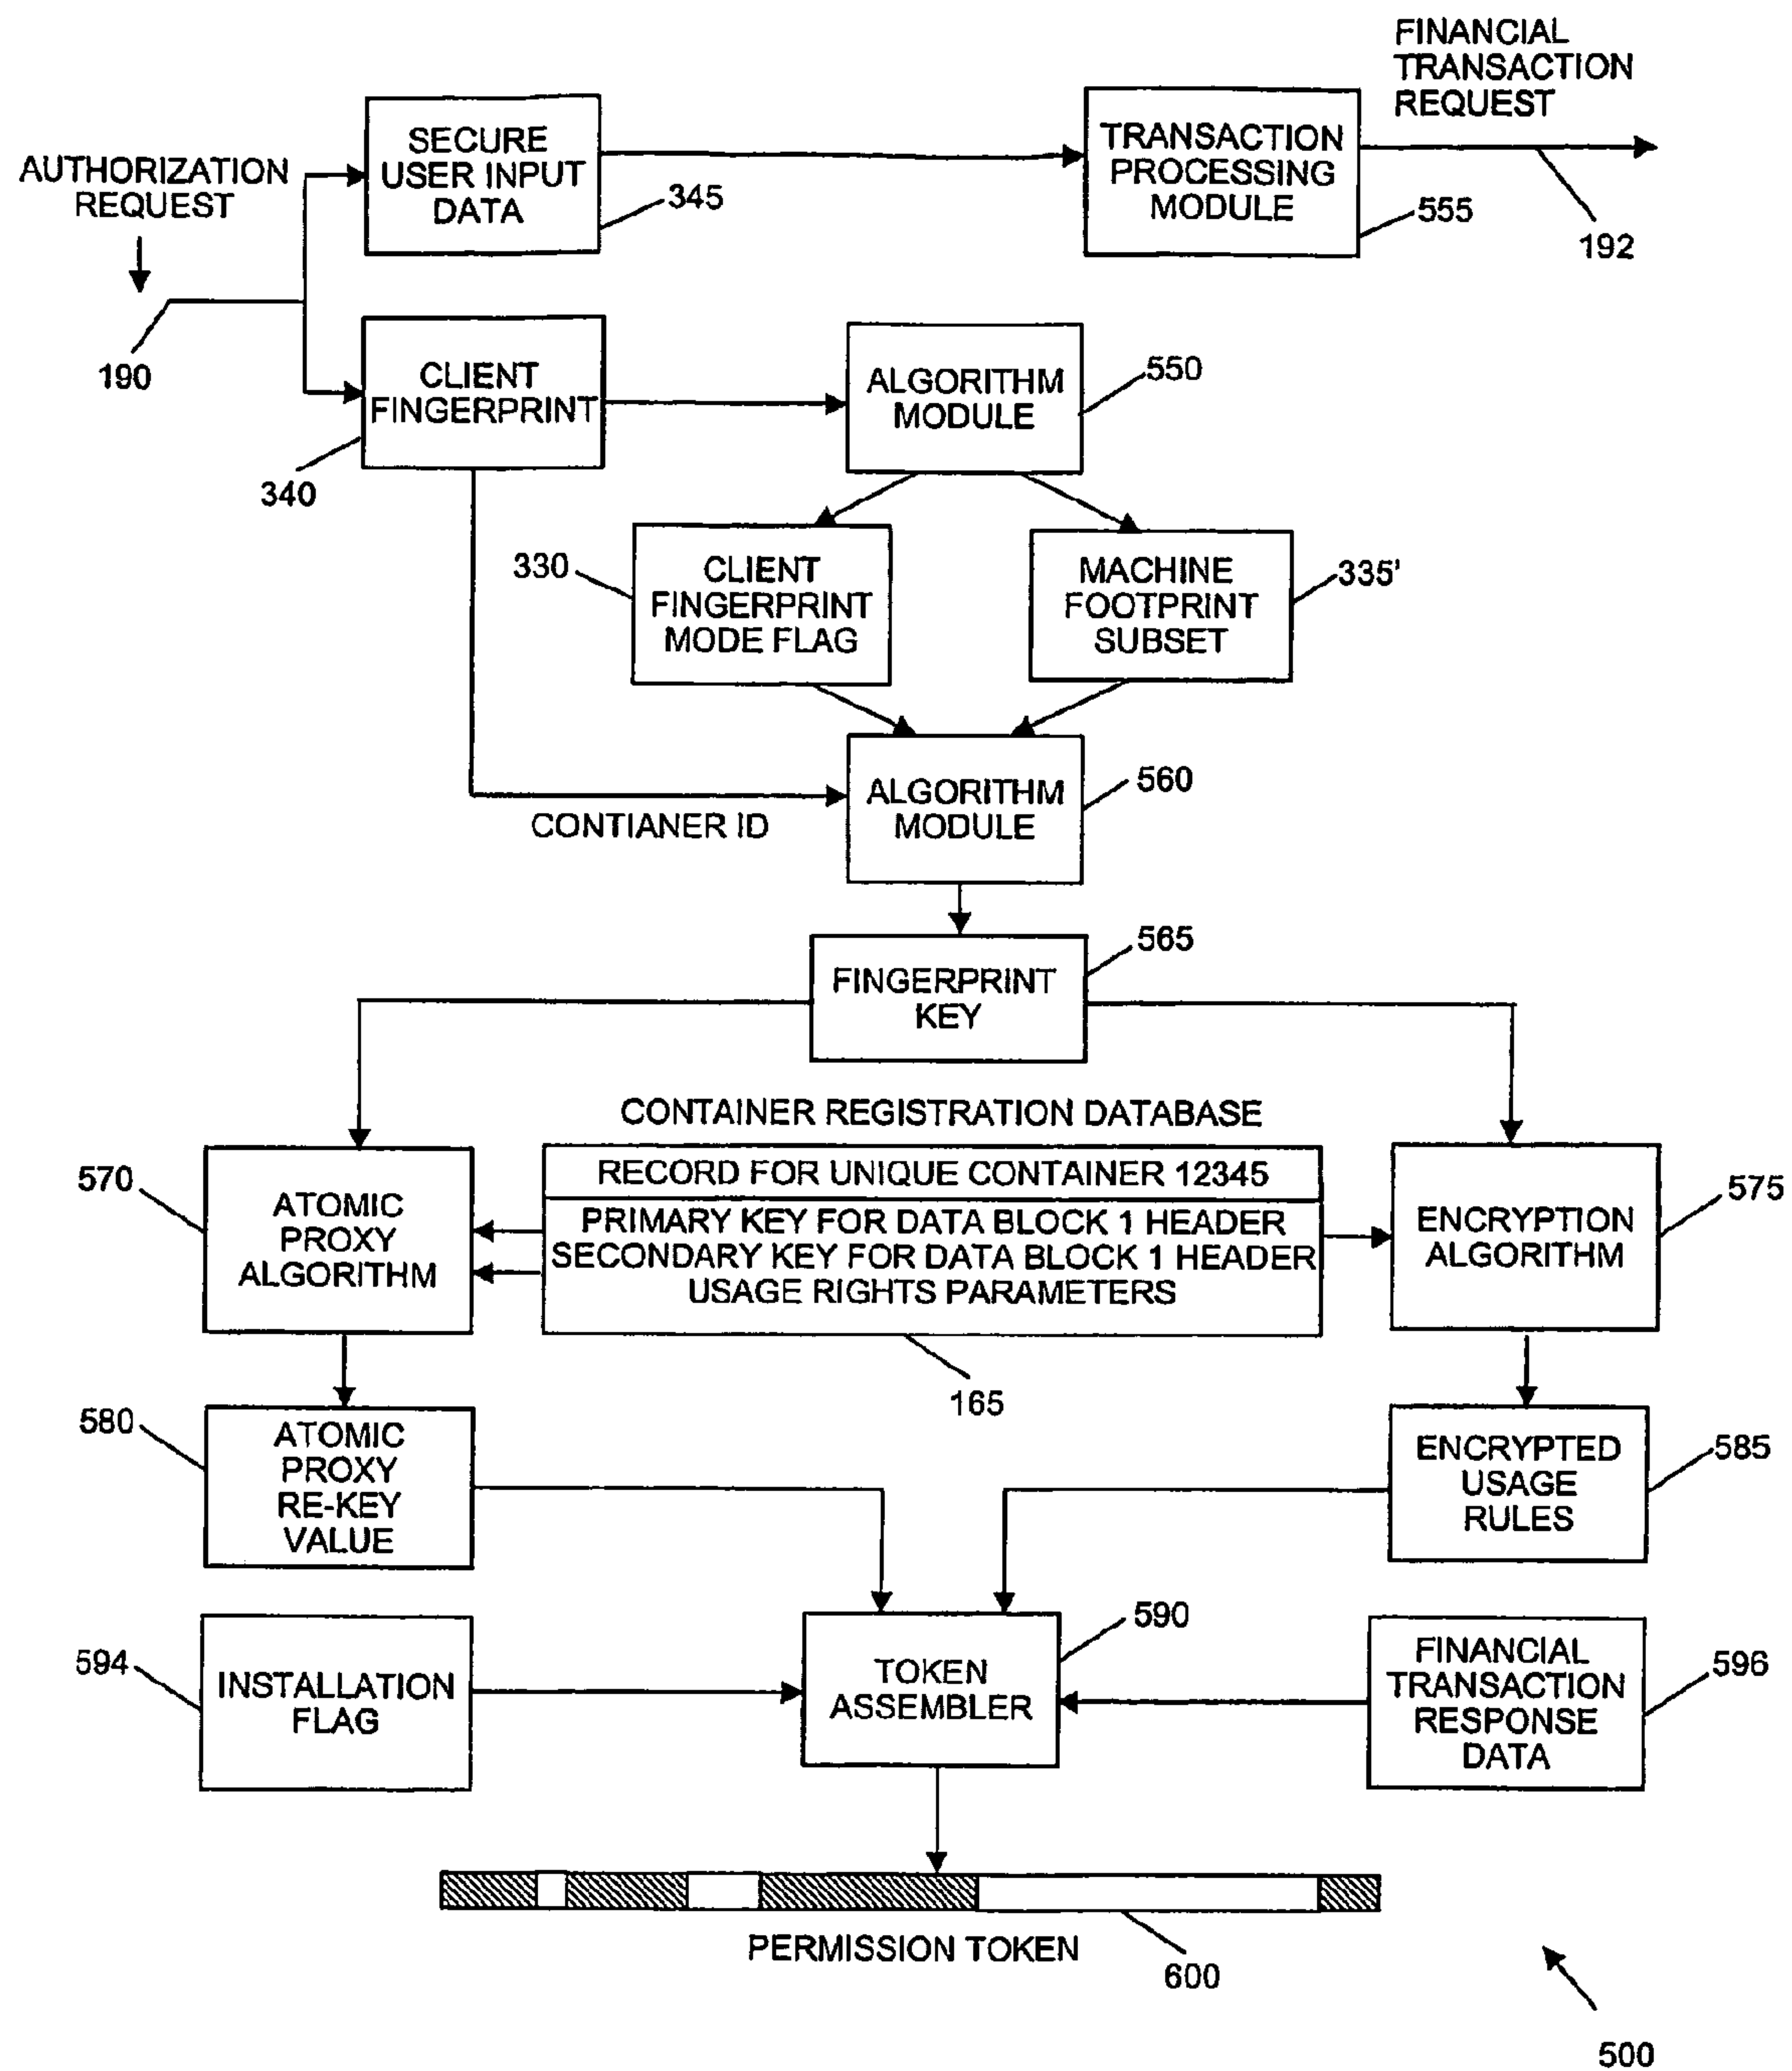 FINANCIAL
TRANSACTION
REQUEST
AUTHORIZATION
REQUEST
190
SECURE
USER INPUT
DATA
345
TRANSACTION
PROCESSING
MODULE
555
192
CLIENT
FINGERPRINT
340
ALGORITHM
MODULE
550
330
CLIENT
FINGERPRINT
MODE FLAG
MACHINE
FOOTPRINT
SUBSET
335'
CONTIANER ID
ALGORITHM
MODULE
560
FINGERPRINT
KEY
565
CONTAINER REGISTRATION DATABASE
570
ATOMIC
PROXY
ALGORITHM
RECORD FOR UNIQUE CONTAINER 12345
PRIMARY KEY FOR DATA BLOCK 1 HEADER
SECONDARY KEY FOR DATA BLOCK 1 HEADER
USAGE RIGHTS PARAMETERS
165
ENCRYPTION
ALGORITHM
575
580
ATOMIC
PROXY
RE-KEY
VALUE
ENCRYPTED
USAGE
RULES
585
594
INSTALLATION
FLAG
TOKEN
ASSEMBLER
590
FINANCIAL
TRANSACTION
RESPONSE
DATA
596
PERMISSION TOKEN
600
500